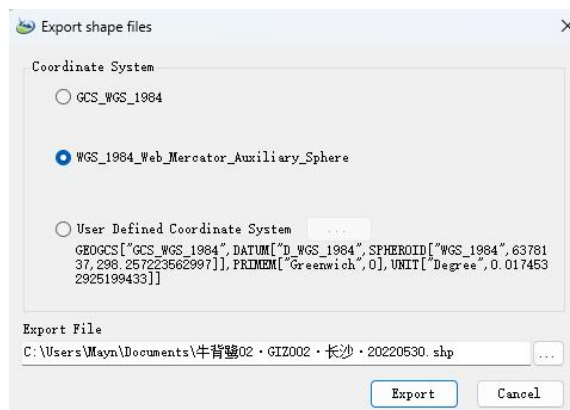 Export shape files
Coordinate System
GCS_WGS_1984
WGS_1984_Web_Mercator_Auxiliary_Sphere
User Defined Coordinate System
...
GEOGCS["GCS_WGS_1984",DATUM["D_WGS_1984",SPHEROID["WGS_1984",63781
37,298.257223562997]],PRIMEM["Greenwich",0],UNIT["Degree",0.017453
2925199433]]
Export File
C:\Users\Mayn\Documents\牛背鹭02·GIZ002·长沙·20220530.shp
...
Export
Cancel